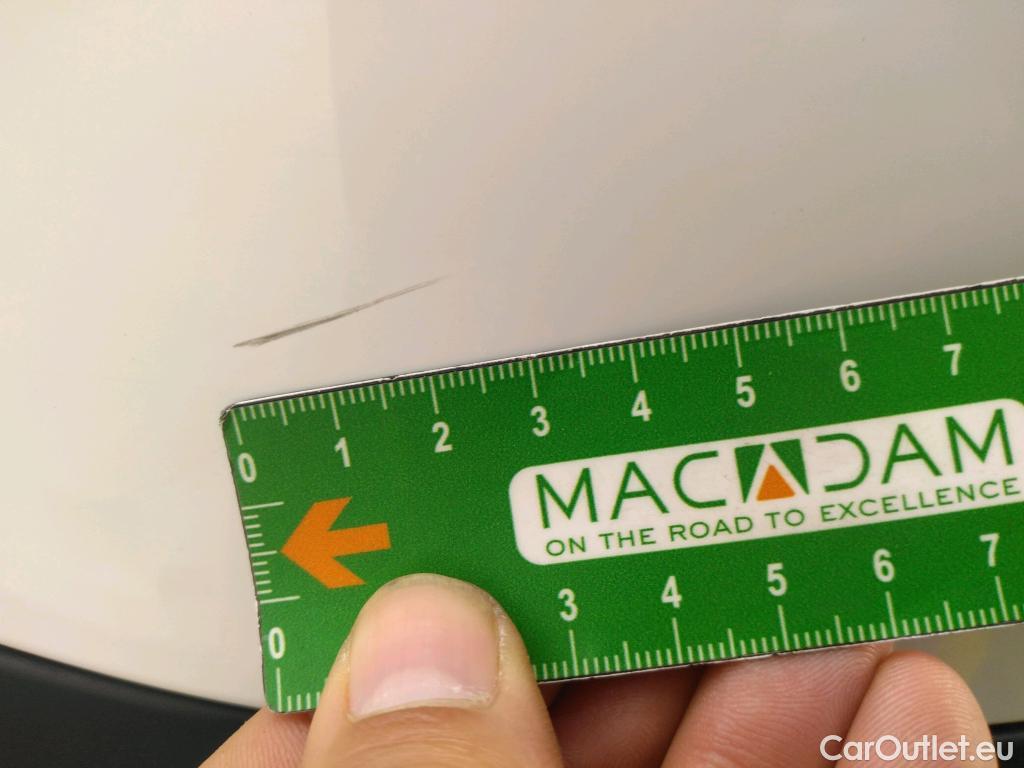 0 1 2 3 4 5 6 7
MACADAM
ON THE ROAD TO EXCELLENCE
0 3 4 5 6 7
CarOutlet.eu